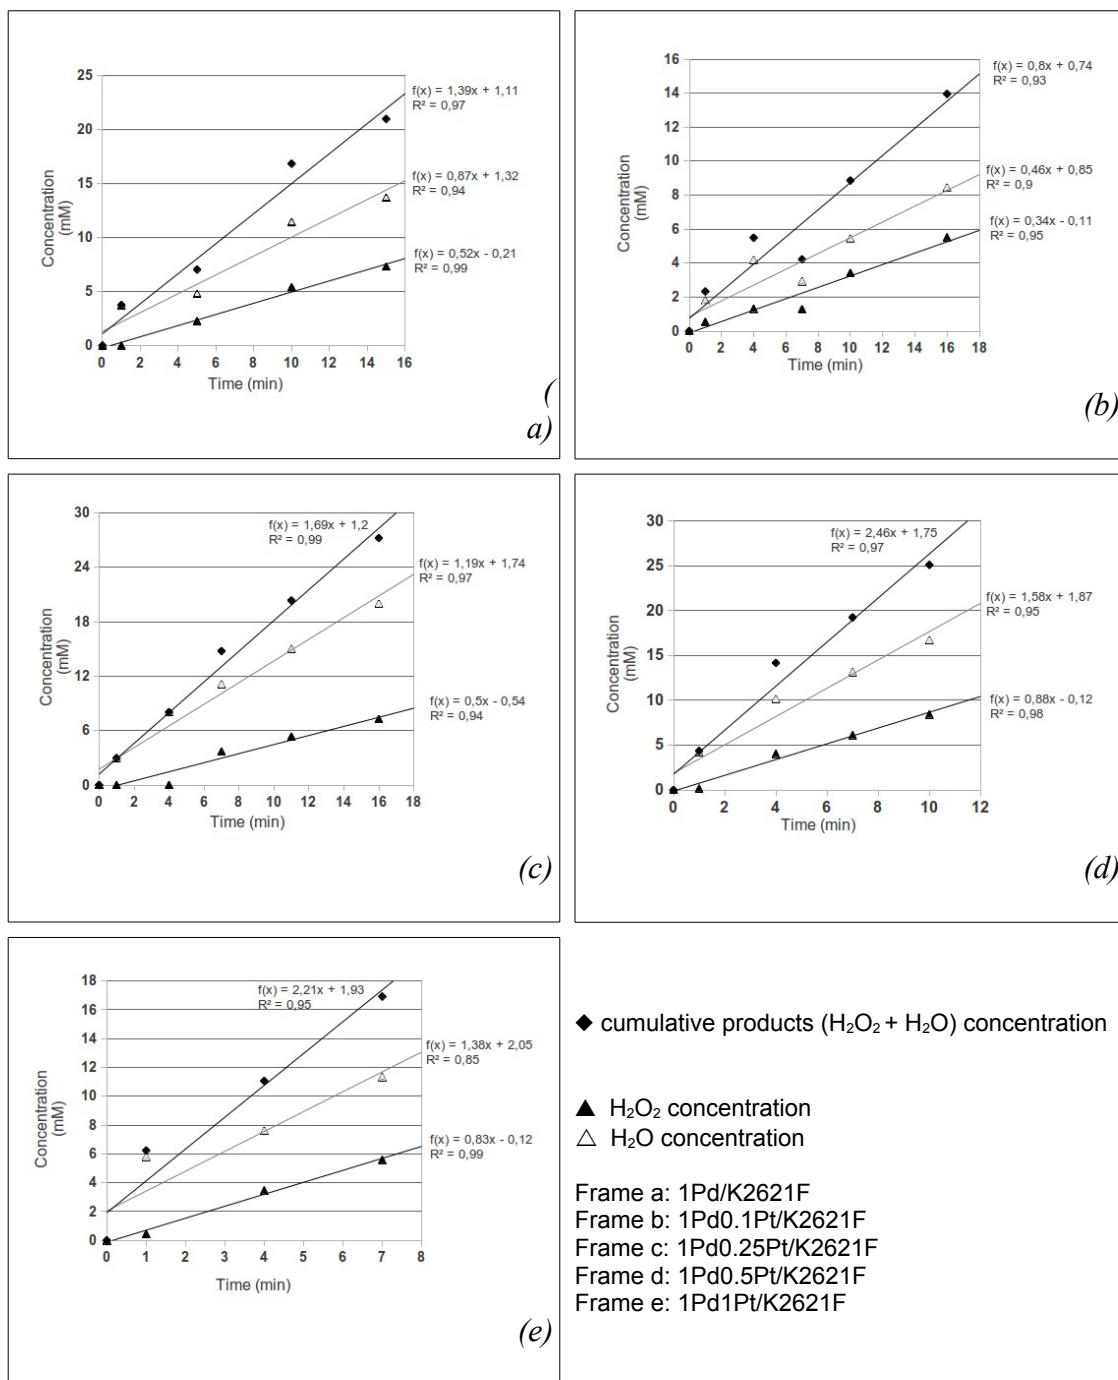 25
20
15
10
5
0
0 2 4 6 8 10 12 14 16
Concentration
(mM)
Time (min)
f(x) = 1,39x + 1,11
R² = 0,97
f(x) = 0,87x + 1,32
R² = 0,94
f(x) = 0,52x - 0,21
R² = 0,99
(
a)
16
14
12
10
8
6
4
2
0
0 2 4 6 8 10 12 14 16 18
Concentration
(mM)
Time (min)
f(x) = 0,8x + 0,74
R² = 0,93
f(x) = 0,46x + 0,85
R² = 0,9
f(x) = 0,34x - 0,11
R² = 0,95
(b)
30
24
18
12
6
0
0 2 4 6 8 10 12 14 16 18
Concentration
(mM)
Time (min)
f(x) = 1,69x + 1,2
R² = 0,99
f(x) = 1,19x + 1,74
R² = 0,97
f(x) = 0,5x - 0,54
R² = 0,94
(c)
30
25
20
15
10
5
0
0 2 4 6 8 10 12
Concentration
(mM)
Time (min)
f(x) = 2,46x + 1,75
R² = 0,97
f(x) = 1,58x + 1,87
R² = 0,95
f(x) = 0,88x - 0,12
R² = 0,98
(d)
18
16
14
12
10
8
6
4
2
0
0 1 2 3 4 5 6 7 8
Concentration
(mM)
Time (min)
f(x) = 2,21x + 1,93
R² = 0,95
f(x) = 1,38x + 2,05
R² = 0,85
f(x) = 0,83x - 0,12
R² = 0,99
(e)
◆ cumulative products (H₂O₂ + H₂O) concentration
▲ H₂O₂ concentration
△ H₂O concentration
Frame a: 1Pd/K2621F
Frame b: 1Pd0.1Pt/K2621F
Frame c: 1Pd0.25Pt/K2621F
Frame d: 1Pd0.5Pt/K2621F
Frame e: 1Pd1Pt/K2621F